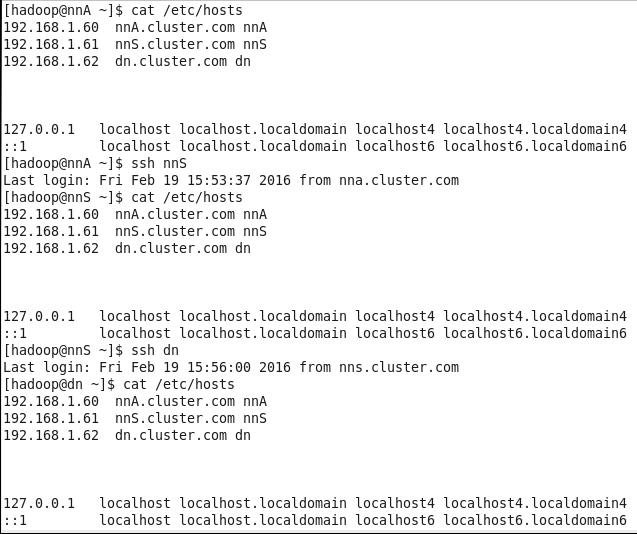 [hadoop@nnA ~]$ cat /etc/hosts
192.168.1.60  nnA.cluster.com nnA
192.168.1.61  nnS.cluster.com nnS
192.168.1.62  dn.cluster.com dn
127.0.0.1   localhost localhost.localdomain localhost4 localhost4.localdomain4
::1         localhost localhost.localdomain localhost6 localhost6.localdomain6
[hadoop@nnA ~]$ ssh nnS
Last login: Fri Feb 19 15:53:37 2016 from nna.cluster.com
[hadoop@nnS ~]$ cat /etc/hosts
192.168.1.60  nnA.cluster.com nnA
192.168.1.61  nnS.cluster.com nnS
192.168.1.62  dn.cluster.com dn
127.0.0.1   localhost localhost.localdomain localhost4 localhost4.localdomain4
::1         localhost localhost.localdomain localhost6 localhost6.localdomain6
[hadoop@nnS ~]$ ssh dn
Last login: Fri Feb 19 15:56:00 2016 from nns.cluster.com
[hadoop@dn ~]$ cat /etc/hosts
192.168.1.60  nnA.cluster.com nnA
192.168.1.61  nnS.cluster.com nnS
192.168.1.62  dn.cluster.com dn
127.0.0.1   localhost localhost.localdomain localhost4 localhost4.localdomain4
::1         localhost localhost.localdomain localhost6 localhost6.localdomain6